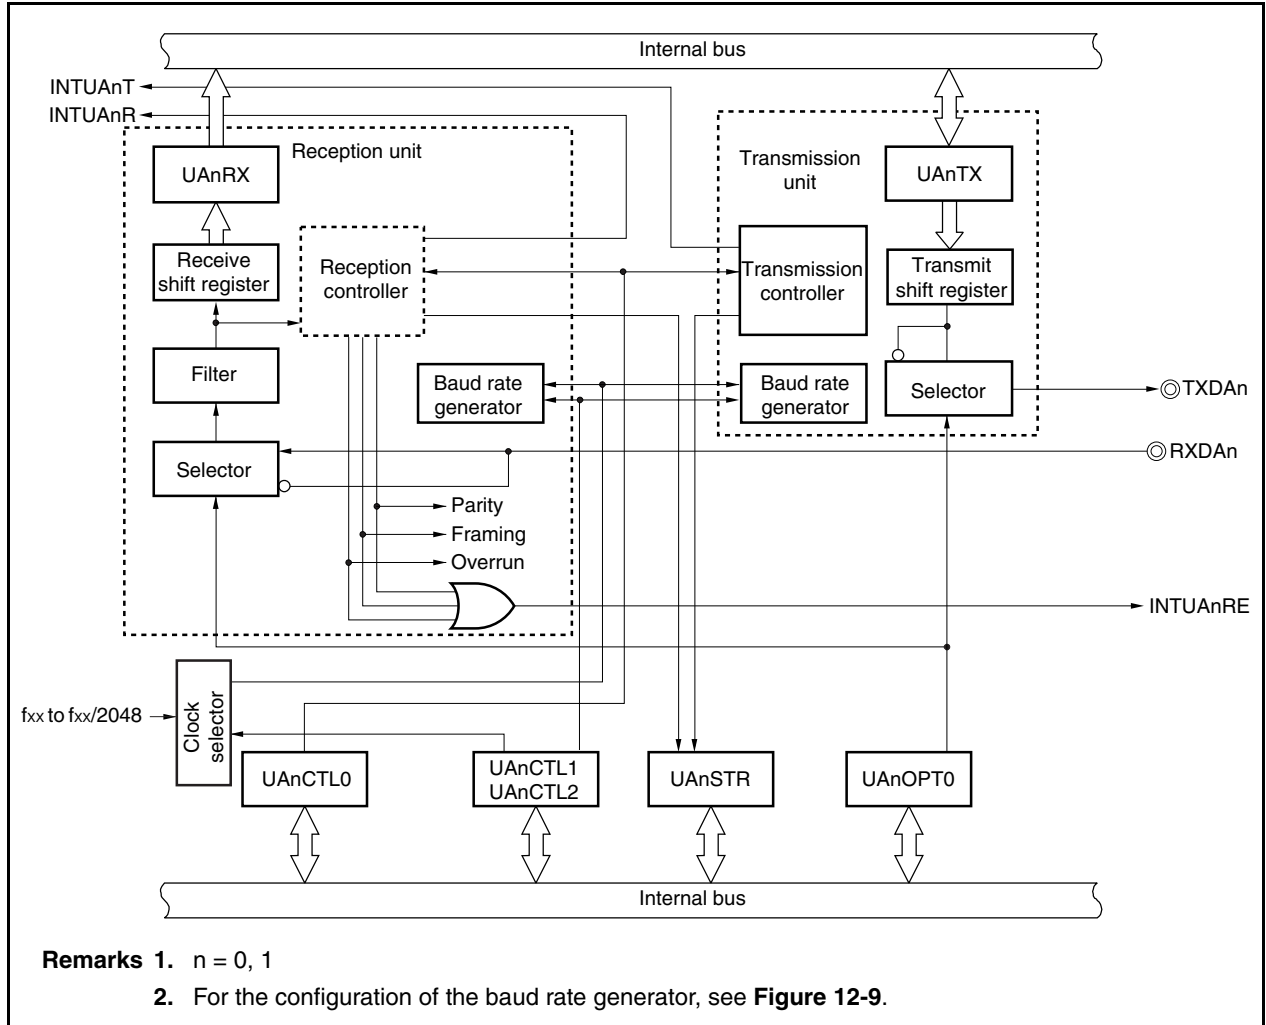 Internal bus
INTUAnT
INTUAnR
Reception unit
UAnRX
Transmission
unit
UAnTX
Receive
shift register
Reception
controller
Transmission
controller
Transmit
shift register
Filter
Baud rate
generator
Baud rate
generator
Selector
TXDAn
Selector
RXDAn
Parity
Framing
Overrun
INTUAnRE
fxx to fxx/2048
Clock
selector
UAnCTL0
UAnCTL1
UAnCTL2
UAnSTR
UAnOPT0
Internal bus
Remarks 1. n = 0, 1
2. For the configuration of the baud rate generator, see Figure 12-9.